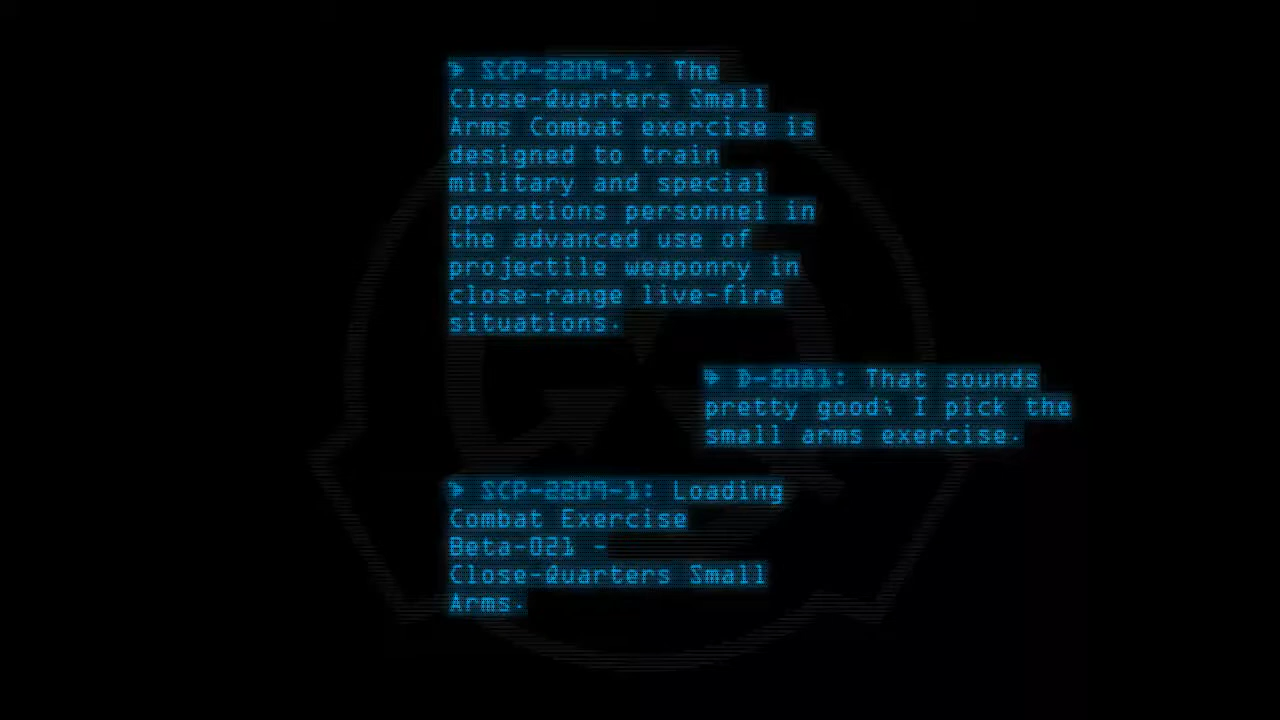 > SCP-2209-1: The
Close-Quarters Small
Arms Combat exercise is
designed to train
military and special
operations personnel in
the advanced use of
projectile weaponry in
close-range live-fire
situations.
> D-5081: That sounds
pretty good; I pick the
small arms exercise.
> SCP-2209-1: Loading
Combat Exercise
Beta-021 -
Close-Quarters Small
Arms.